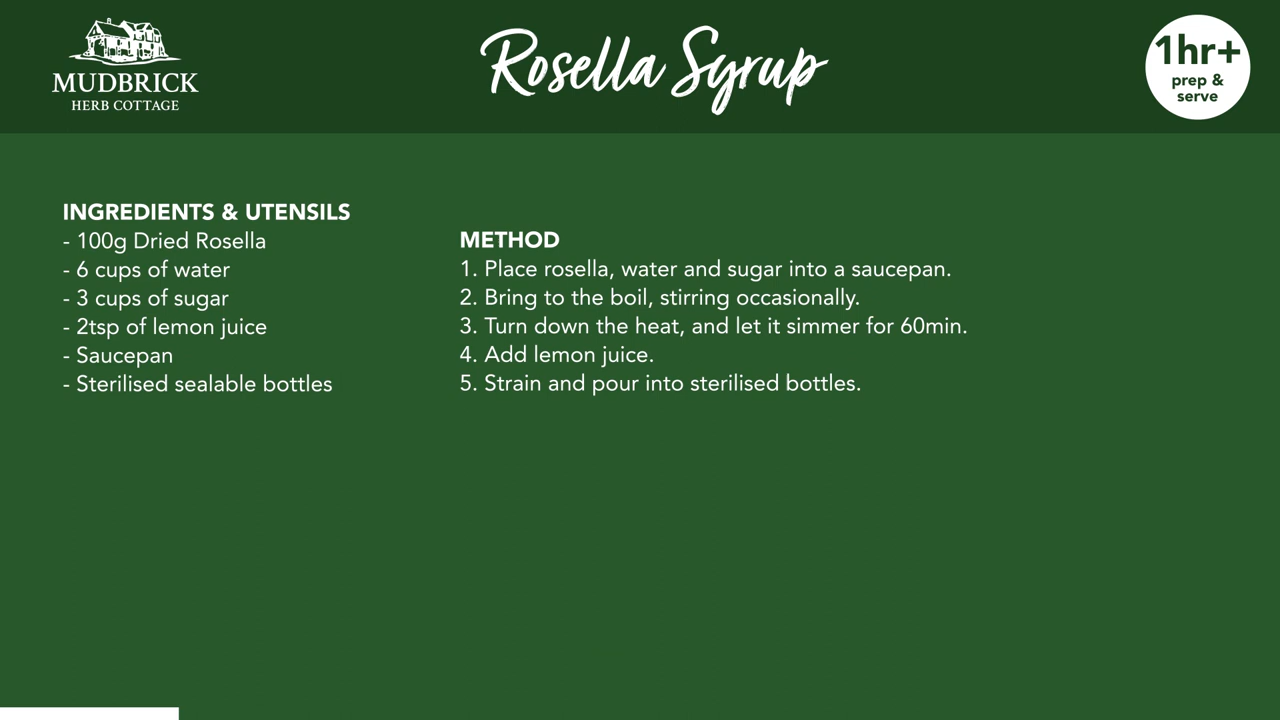 MUDBRICK
HERB COTTAGE
Rosella Syrup
1hr+
prep &
serve
INGREDIENTS & UTENSILS
- 100g Dried Rosella
- 6 cups of water
- 3 cups of sugar
- 2tsp of lemon juice
- Saucepan
- Sterilised sealable bottles
METHOD
1. Place rosella, water and sugar into a saucepan.
2. Bring to the boil, stirring occasionally.
3. Turn down the heat, and let it simmer for 60min.
4. Add lemon juice.
5. Strain and pour into sterilised bottles.